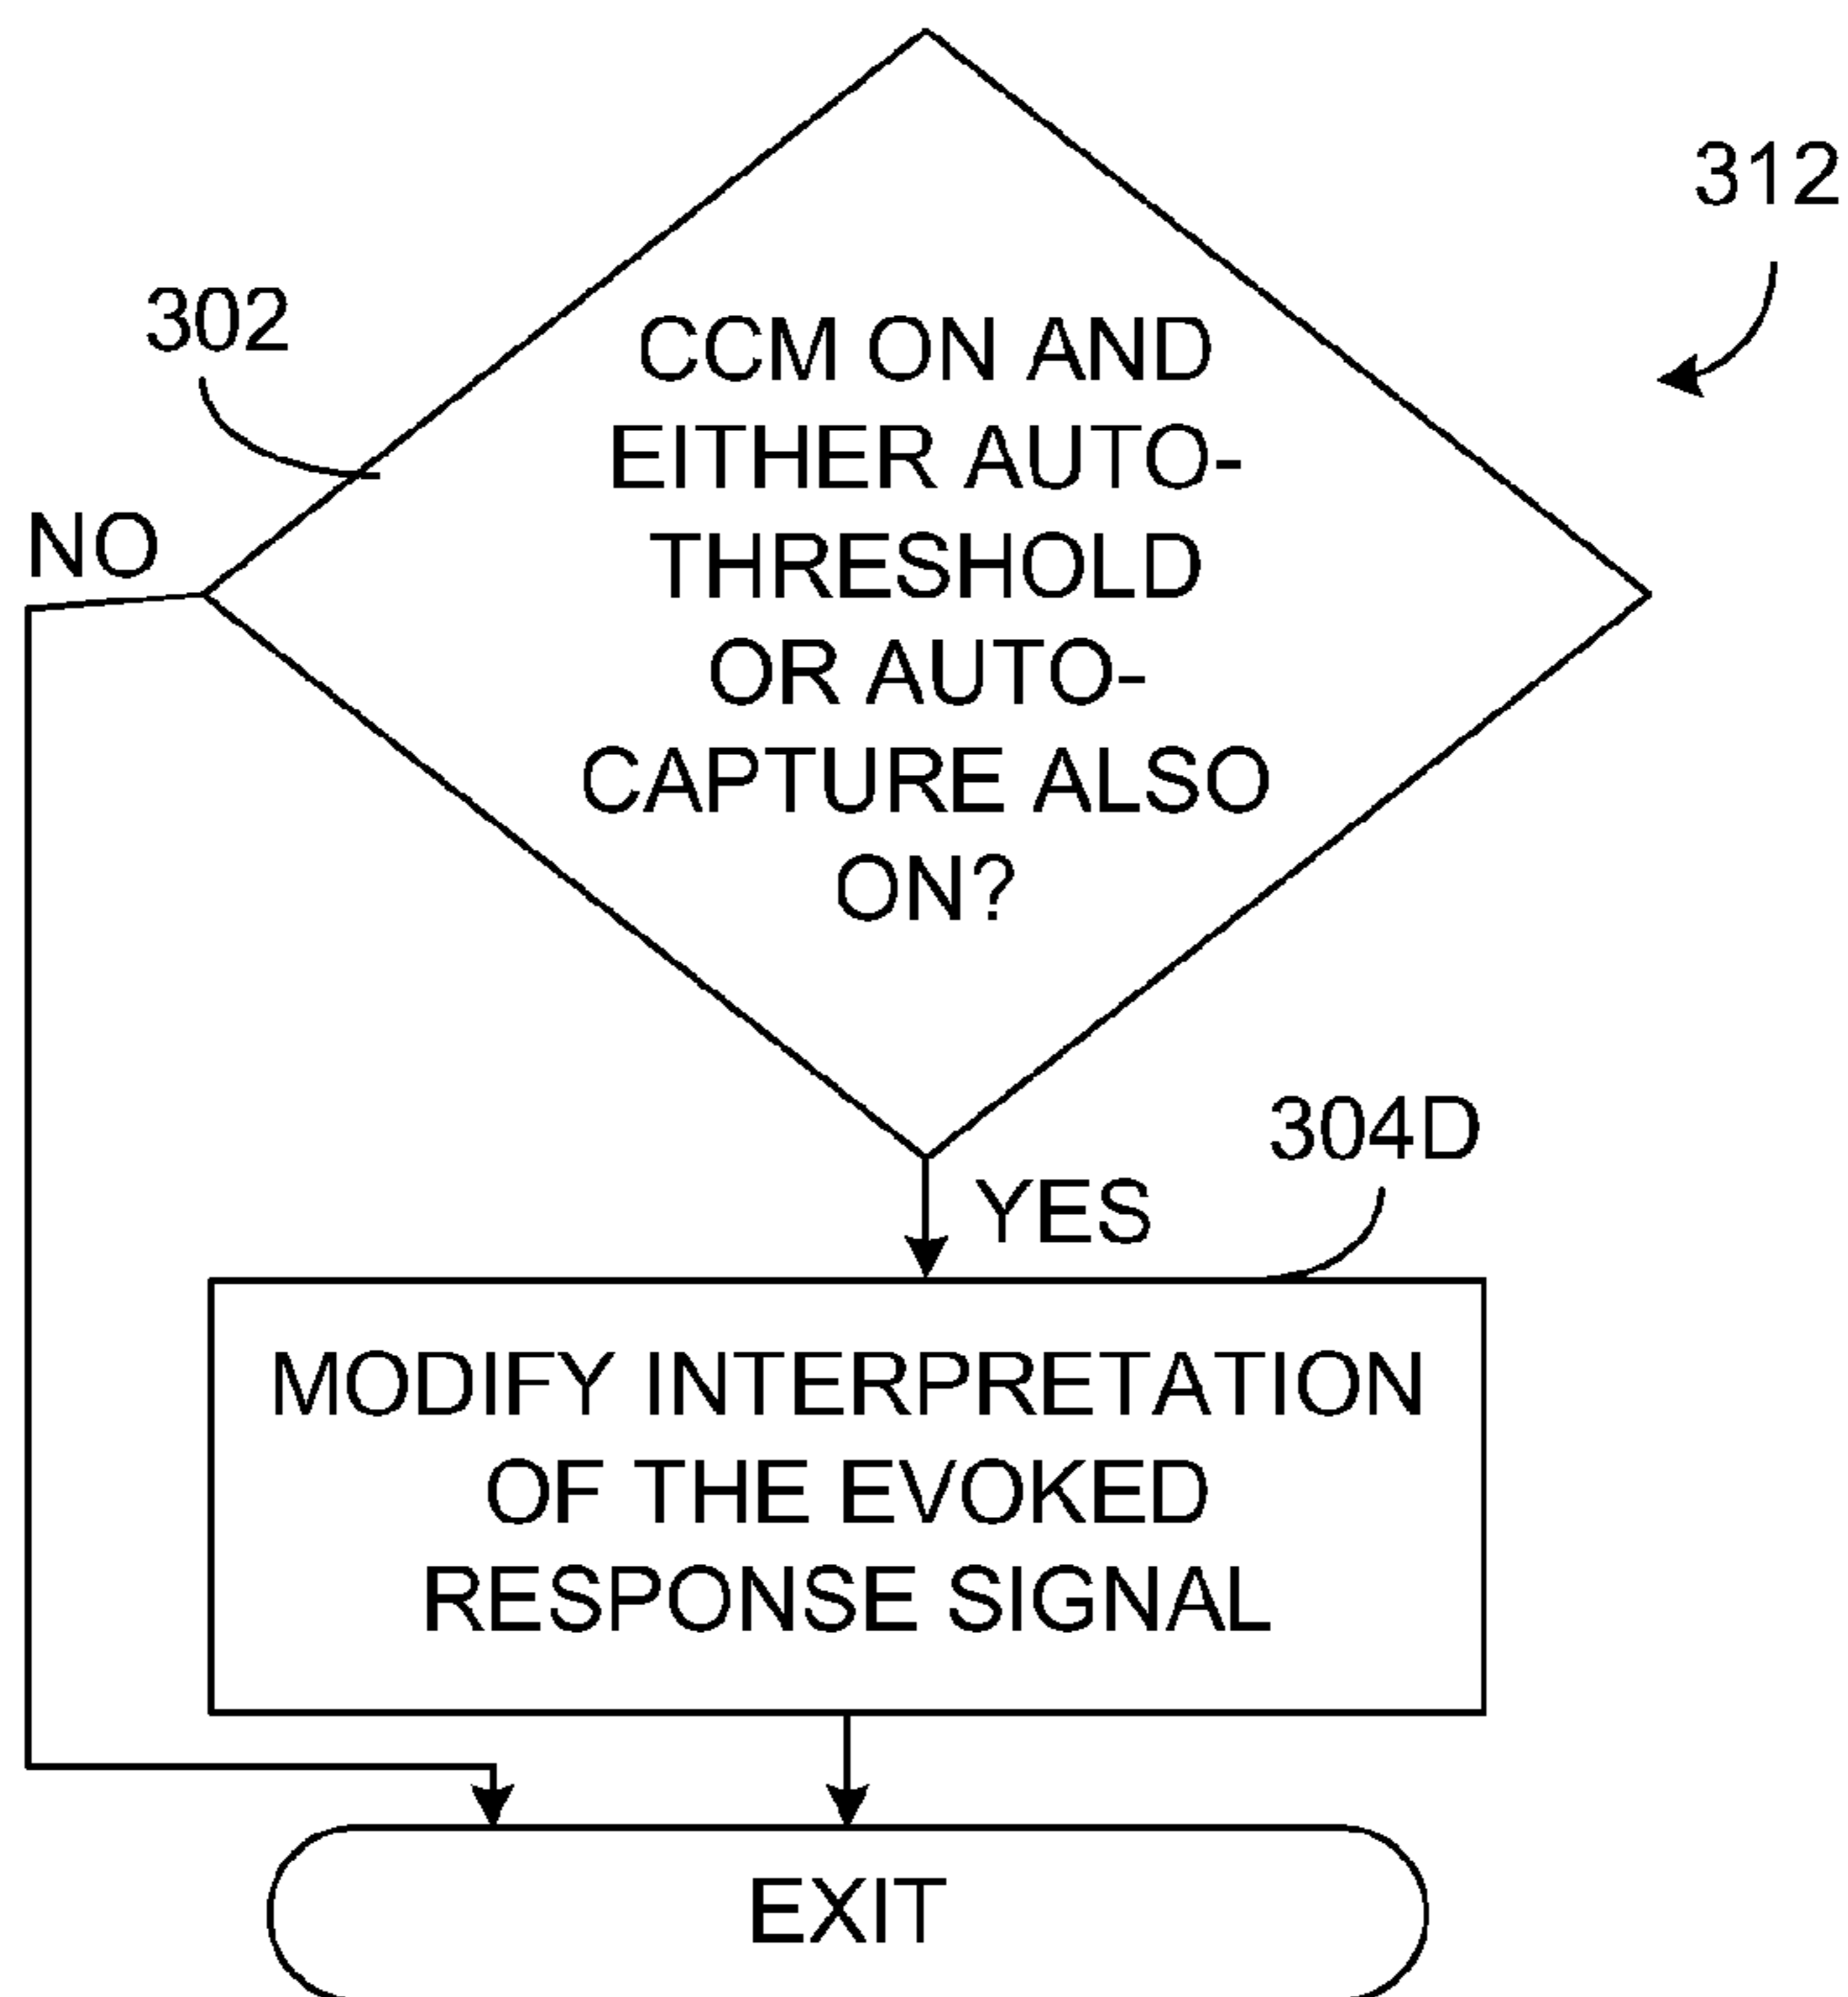 312
302
CCM ON AND
EITHER AUTO-
THRESHOLD
OR AUTO-
CAPTURE ALSO
ON?
NO
304D
YES
MODIFY INTERPRETATION
OF THE EVOKED
RESPONSE SIGNAL
EXIT